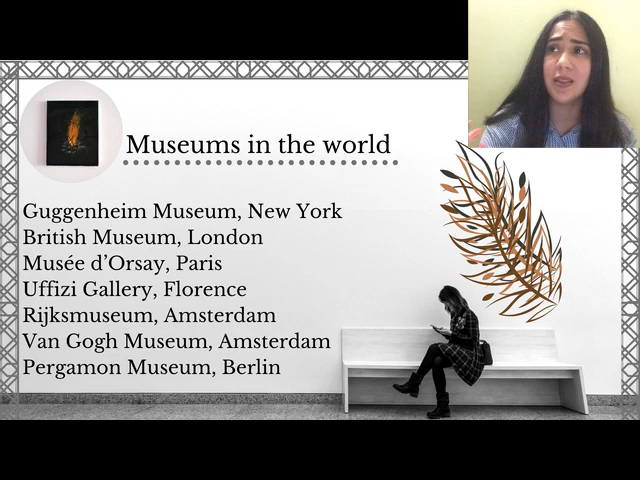 Museums in the world
Guggenheim Museum, New York
British Museum, London
Musée d’Orsay, Paris
Uffizi Gallery, Florence
Rijksmuseum, Amsterdam
Van Gogh Museum, Amsterdam
Pergamon Museum, Berlin